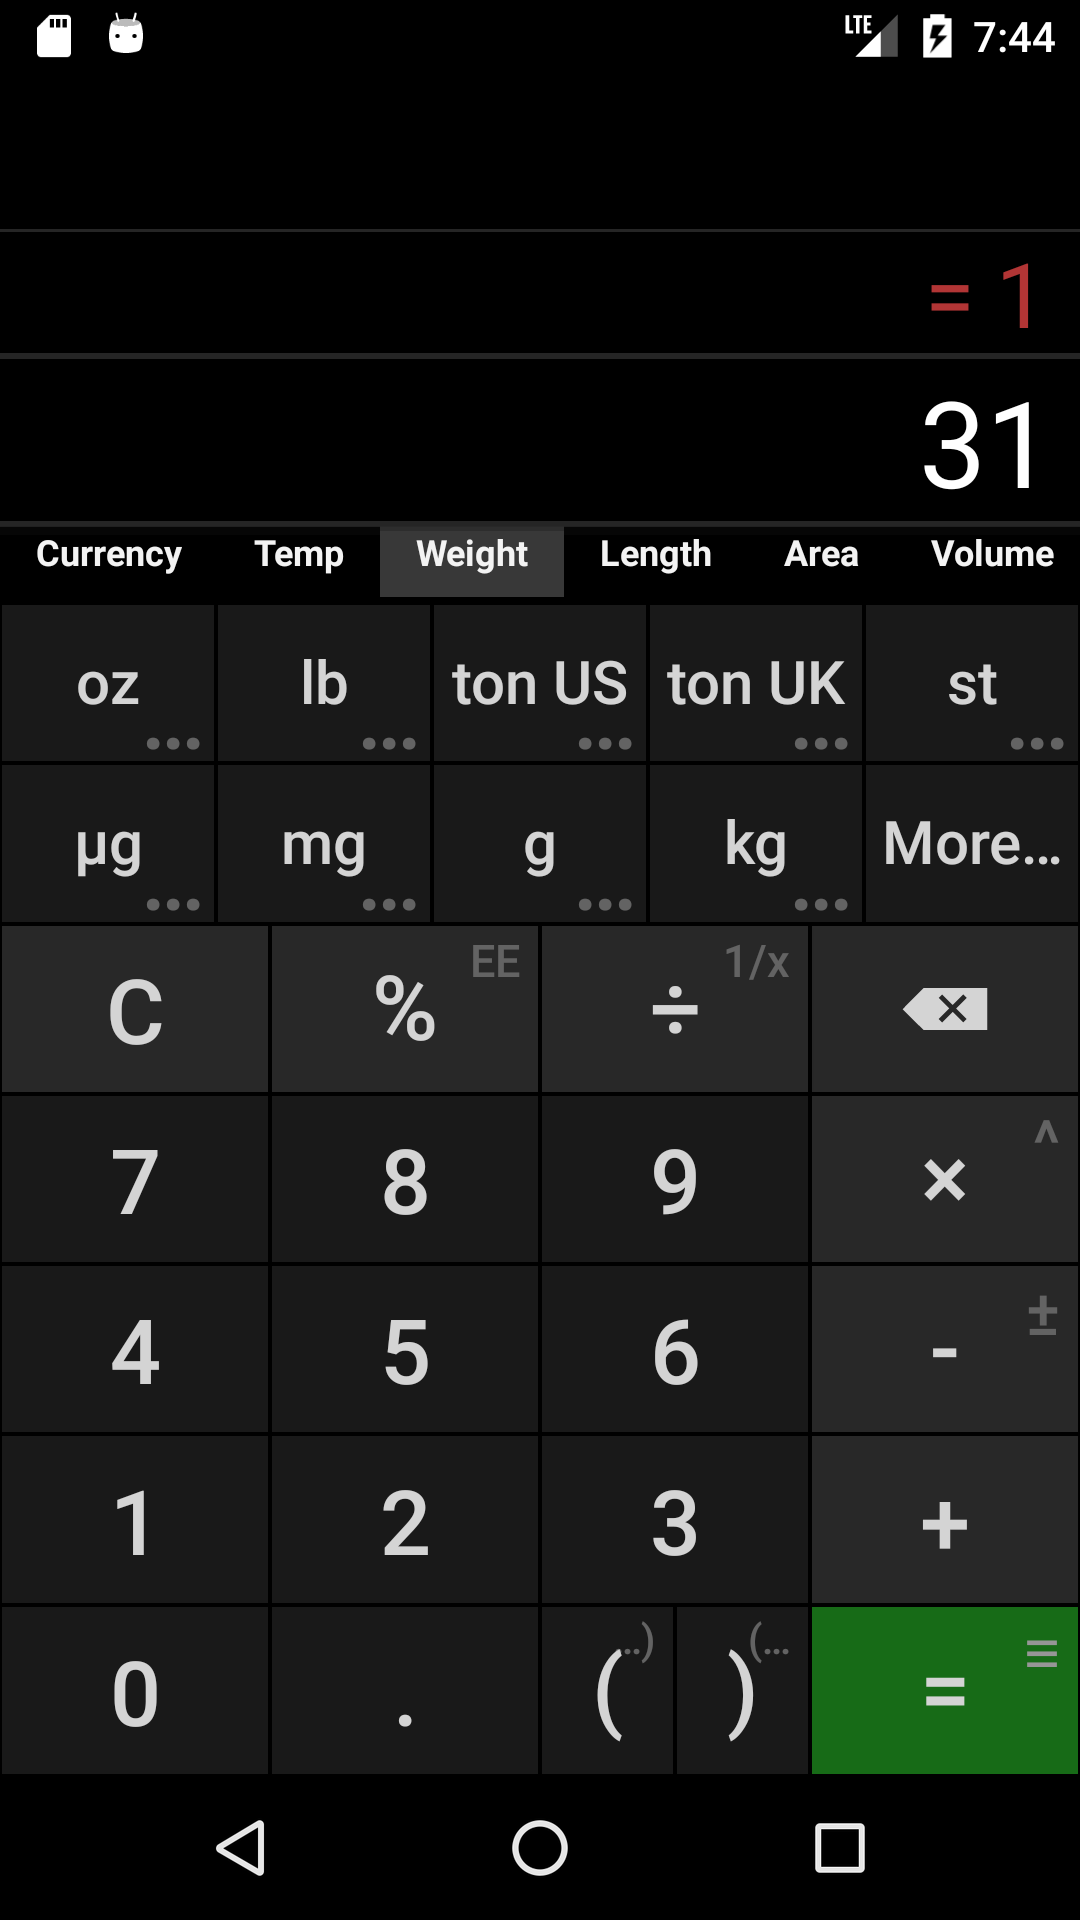 LTE 7:44
= 1
31
Currency Temp Weight Length Area Volume
oz lb ton US ton UK st
µg mg g kg More...
C % EE ÷ 1/x
7 8 9 × ^
4 5 6 - ±
1 2 3 +
0 . ( ..) ) (... =